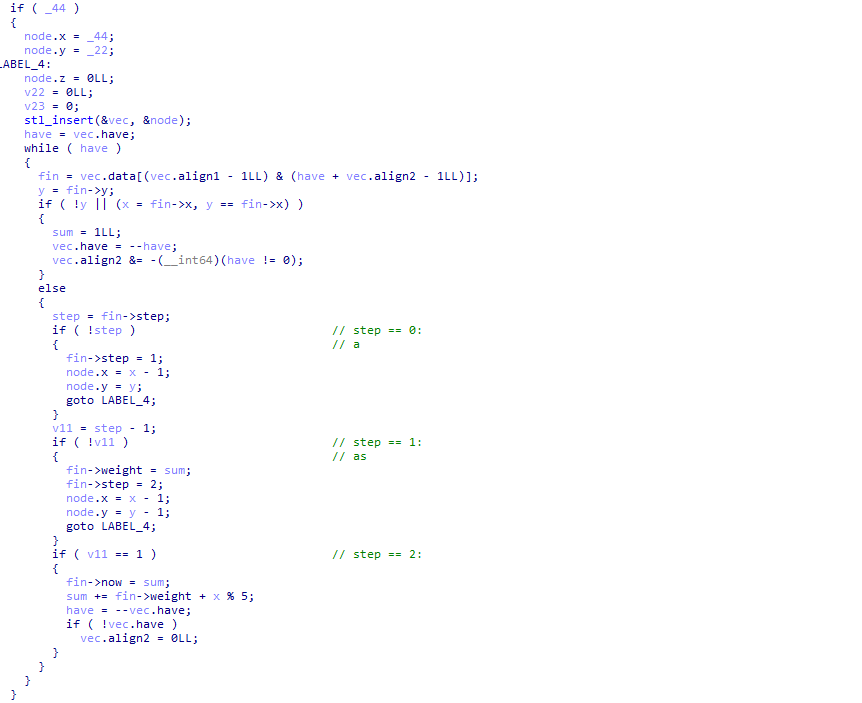 if ( _44 )
{
node.x = _44;
node.y = _22;
LABEL_4:
node.z = 0LL;
v22 = 0LL;
v23 = 0;
stl_insert(&vec, &node);
have = vec.have;
while ( have )
{
fin = vec.data[(vec.align1 - 1LL) & (have + vec.align2 - 1LL)];
y = fin->y;
if ( !y || (x = fin->x, y == fin->x) )
{
sum = 1LL;
vec.have = --have;
vec.align2 &= -(__int64)(have != 0);
}
else
{
step = fin->step;
if ( !step ) // step == 0:
{ // a
fin->step = 1;
node.x = x - 1;
node.y = y;
goto LABEL_4;
}
v11 = step - 1;
if ( !v11 ) // step == 1:
{ // as
fin->weight = sum;
fin->step = 2;
node.x = x - 1;
node.y = y - 1;
goto LABEL_4;
}
if ( v11 == 1 ) // step == 2:
{
fin->now = sum;
sum += fin->weight + x % 5;
have = --vec.have;
if ( !vec.have )
vec.align2 = 0LL;
}
}
}
}